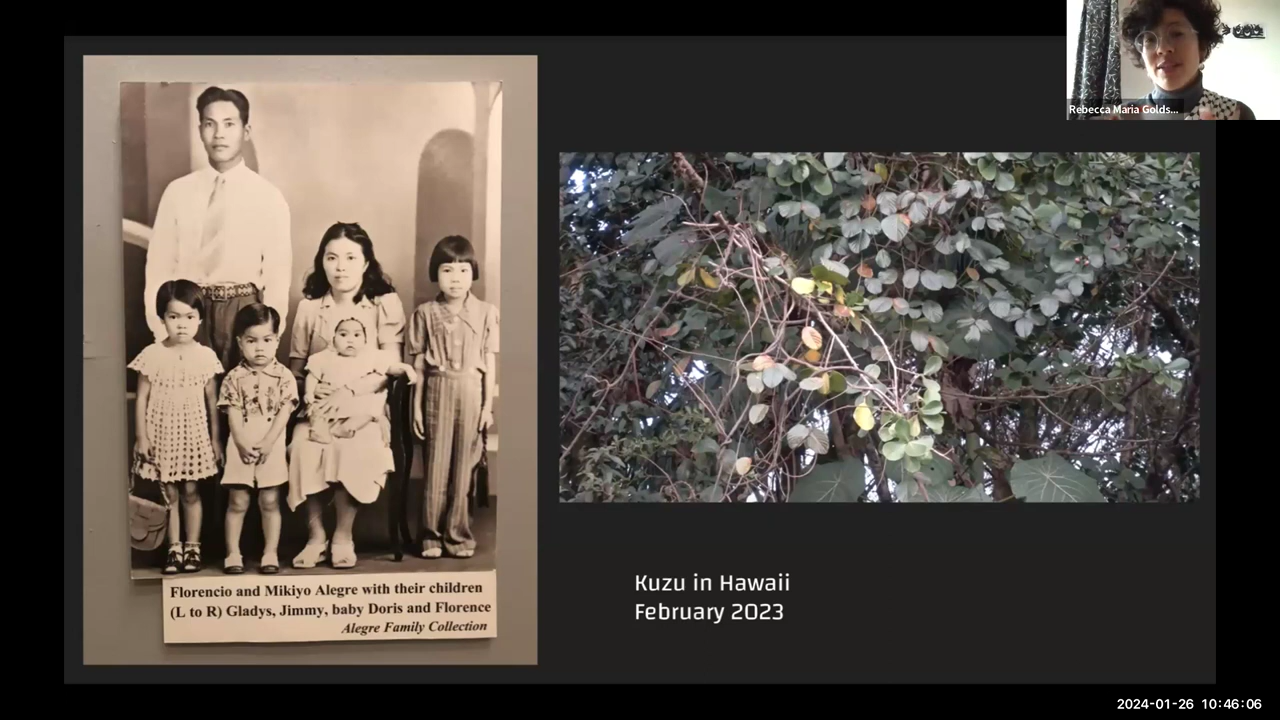 Rebecca Maria Golds...
Florencio and Mikiyo Alegre with their children
(L to R) Gladys, Jimmy, baby Doris and Florence
Alegre Family Collection
Kuzu in Hawaii
February 2023
2024-01-26 10:46:06